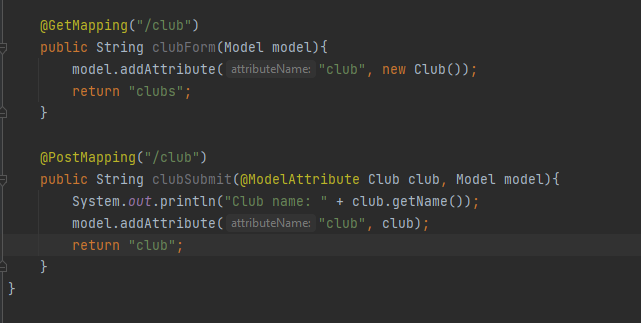 @GetMapping("/club")
public String clubForm(Model model){
model.addAttribute( attributeName: "club", new Club());
return "clubs";
}
@PostMapping("/club")
public String clubSubmit(@ModelAttribute Club club, Model model){
System.out.println("Club name: " + club.getName());
model.addAttribute( attributeName: "club", club);
return "club";
}
}